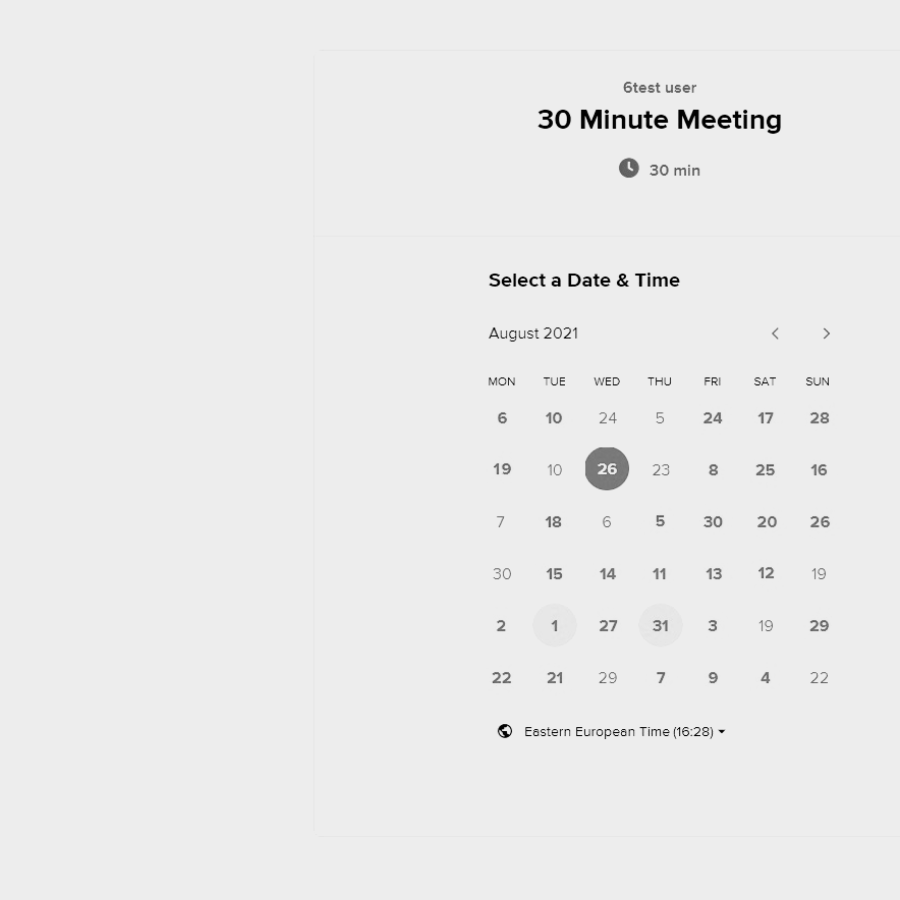 6test user
30 Minute Meeting
30 min
Select a Date & Time
August 2021
MON TUE WED THU FRI SAT SUN
6 10 24 5 24 17 28
19 10 26 23 8 25 16
7 18 6 5 30 20 26
30 15 14 11 13 12 19
2 1 27 31 3 19 29
22 21 29 7 9 4 22
Eastern European Time (16:28)